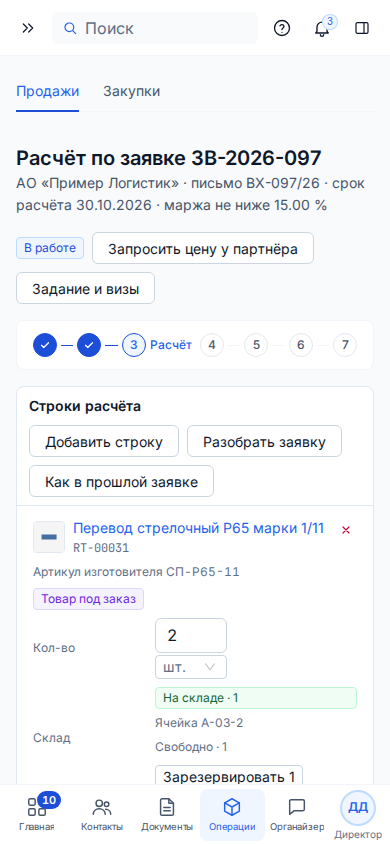 Поиск
3
Продажи
Закупки
Расчёт по заявке ЗВ-2026-097
АО «Пример Логистик» · письмо ВХ-097/26 · срок
расчёта 30.10.2026 · маржа не ниже 15.00 %
В работе
Запросить цену у партнёра
Задание и визы
3 Расчёт 4 5 6 7
Строки расчёта
Добавить строку
Разобрать заявку
Как в прошлой заявке
Перевод стрелочный Р65 марки 1/11
RT-00031
Артикул изготовителя СП-Р65-11
Товар под заказ
Кол-во
2
шт.
Склад
На складе · 1
Ячейка А-03-2
Свободно · 1
Зарезервировать 1
10
ДД
Главная
Контакты
Документы
Операции
Органайзер
Директор